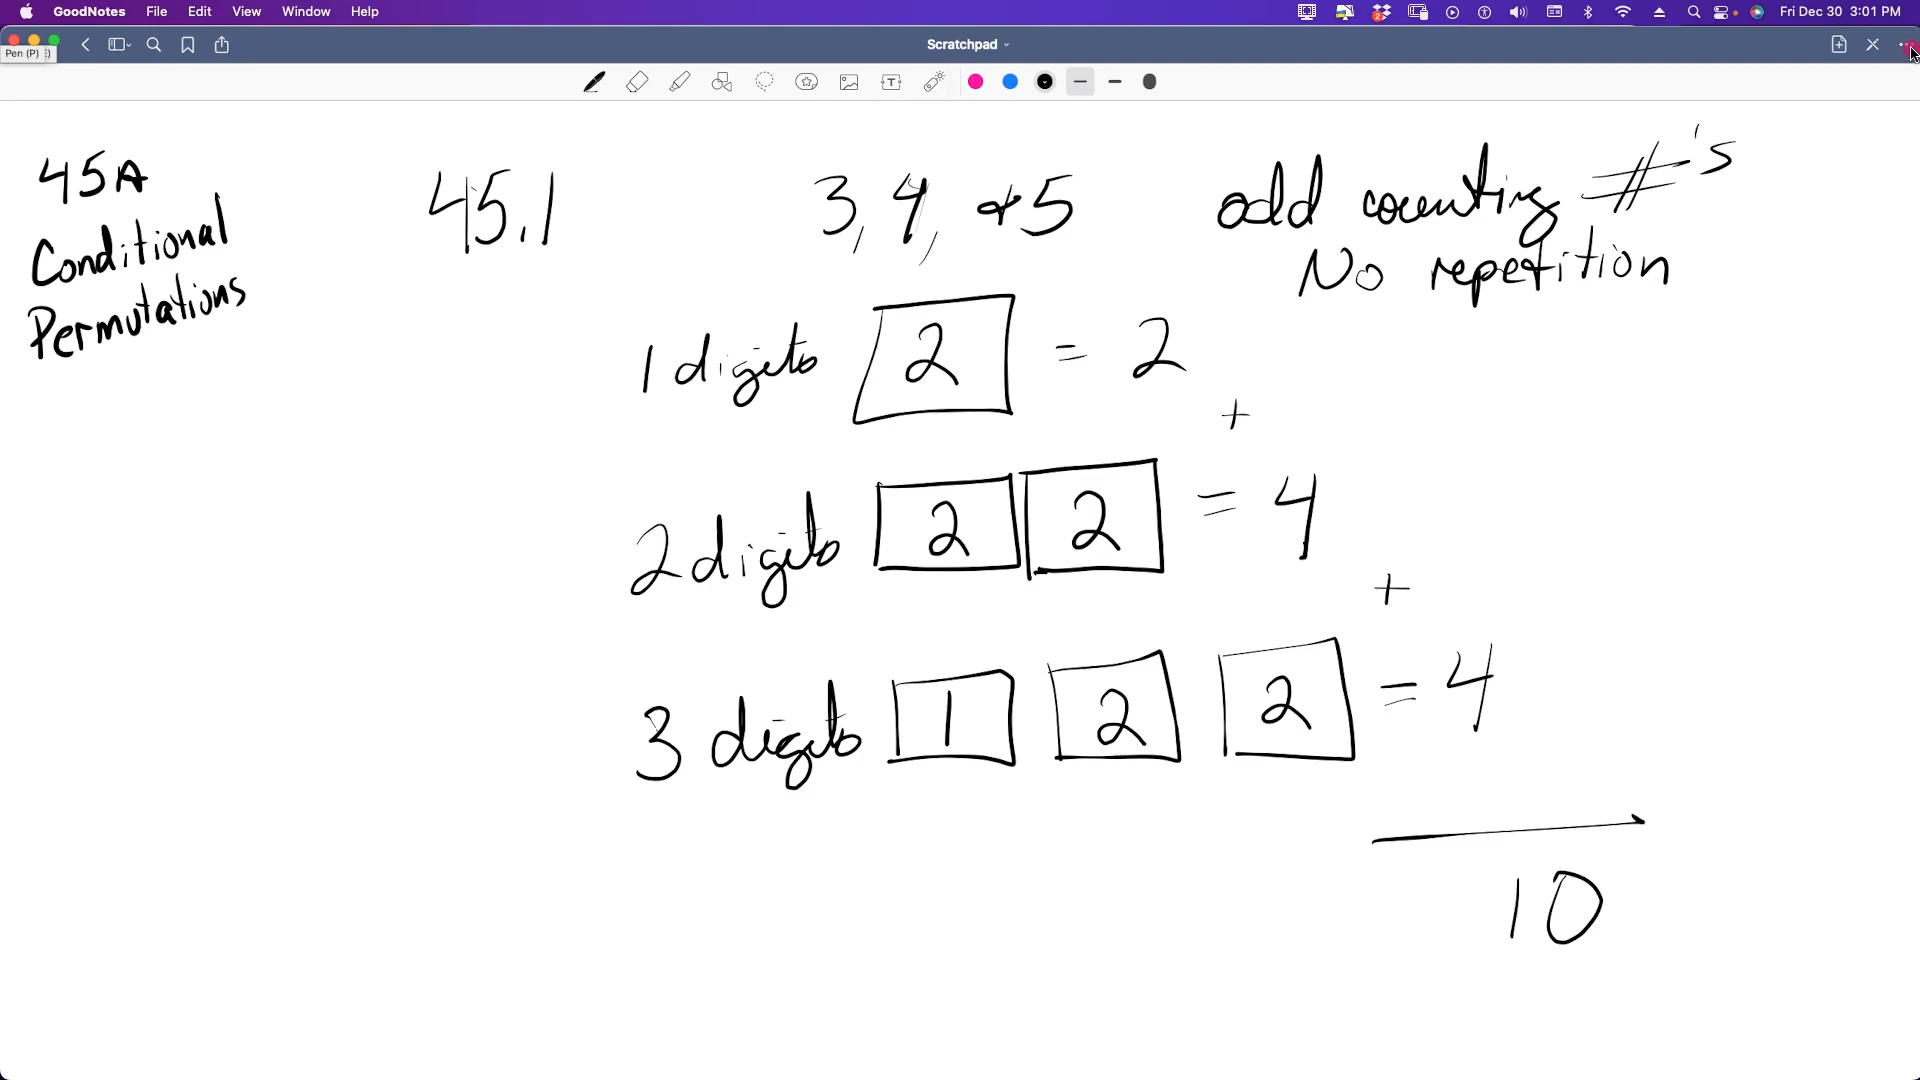 GoodNotes File Edit View Window Help Fri Dec 30 3:01 PM
Pen (P)
Scratchpad
45A
Conditional
Permutations
45.1
3, 4, & 5
odd counting #'s
No repetition
1 digits 2 = 2
+
2 digits 2 2 = 4
+
3 digits 1 2 2 = 4
10